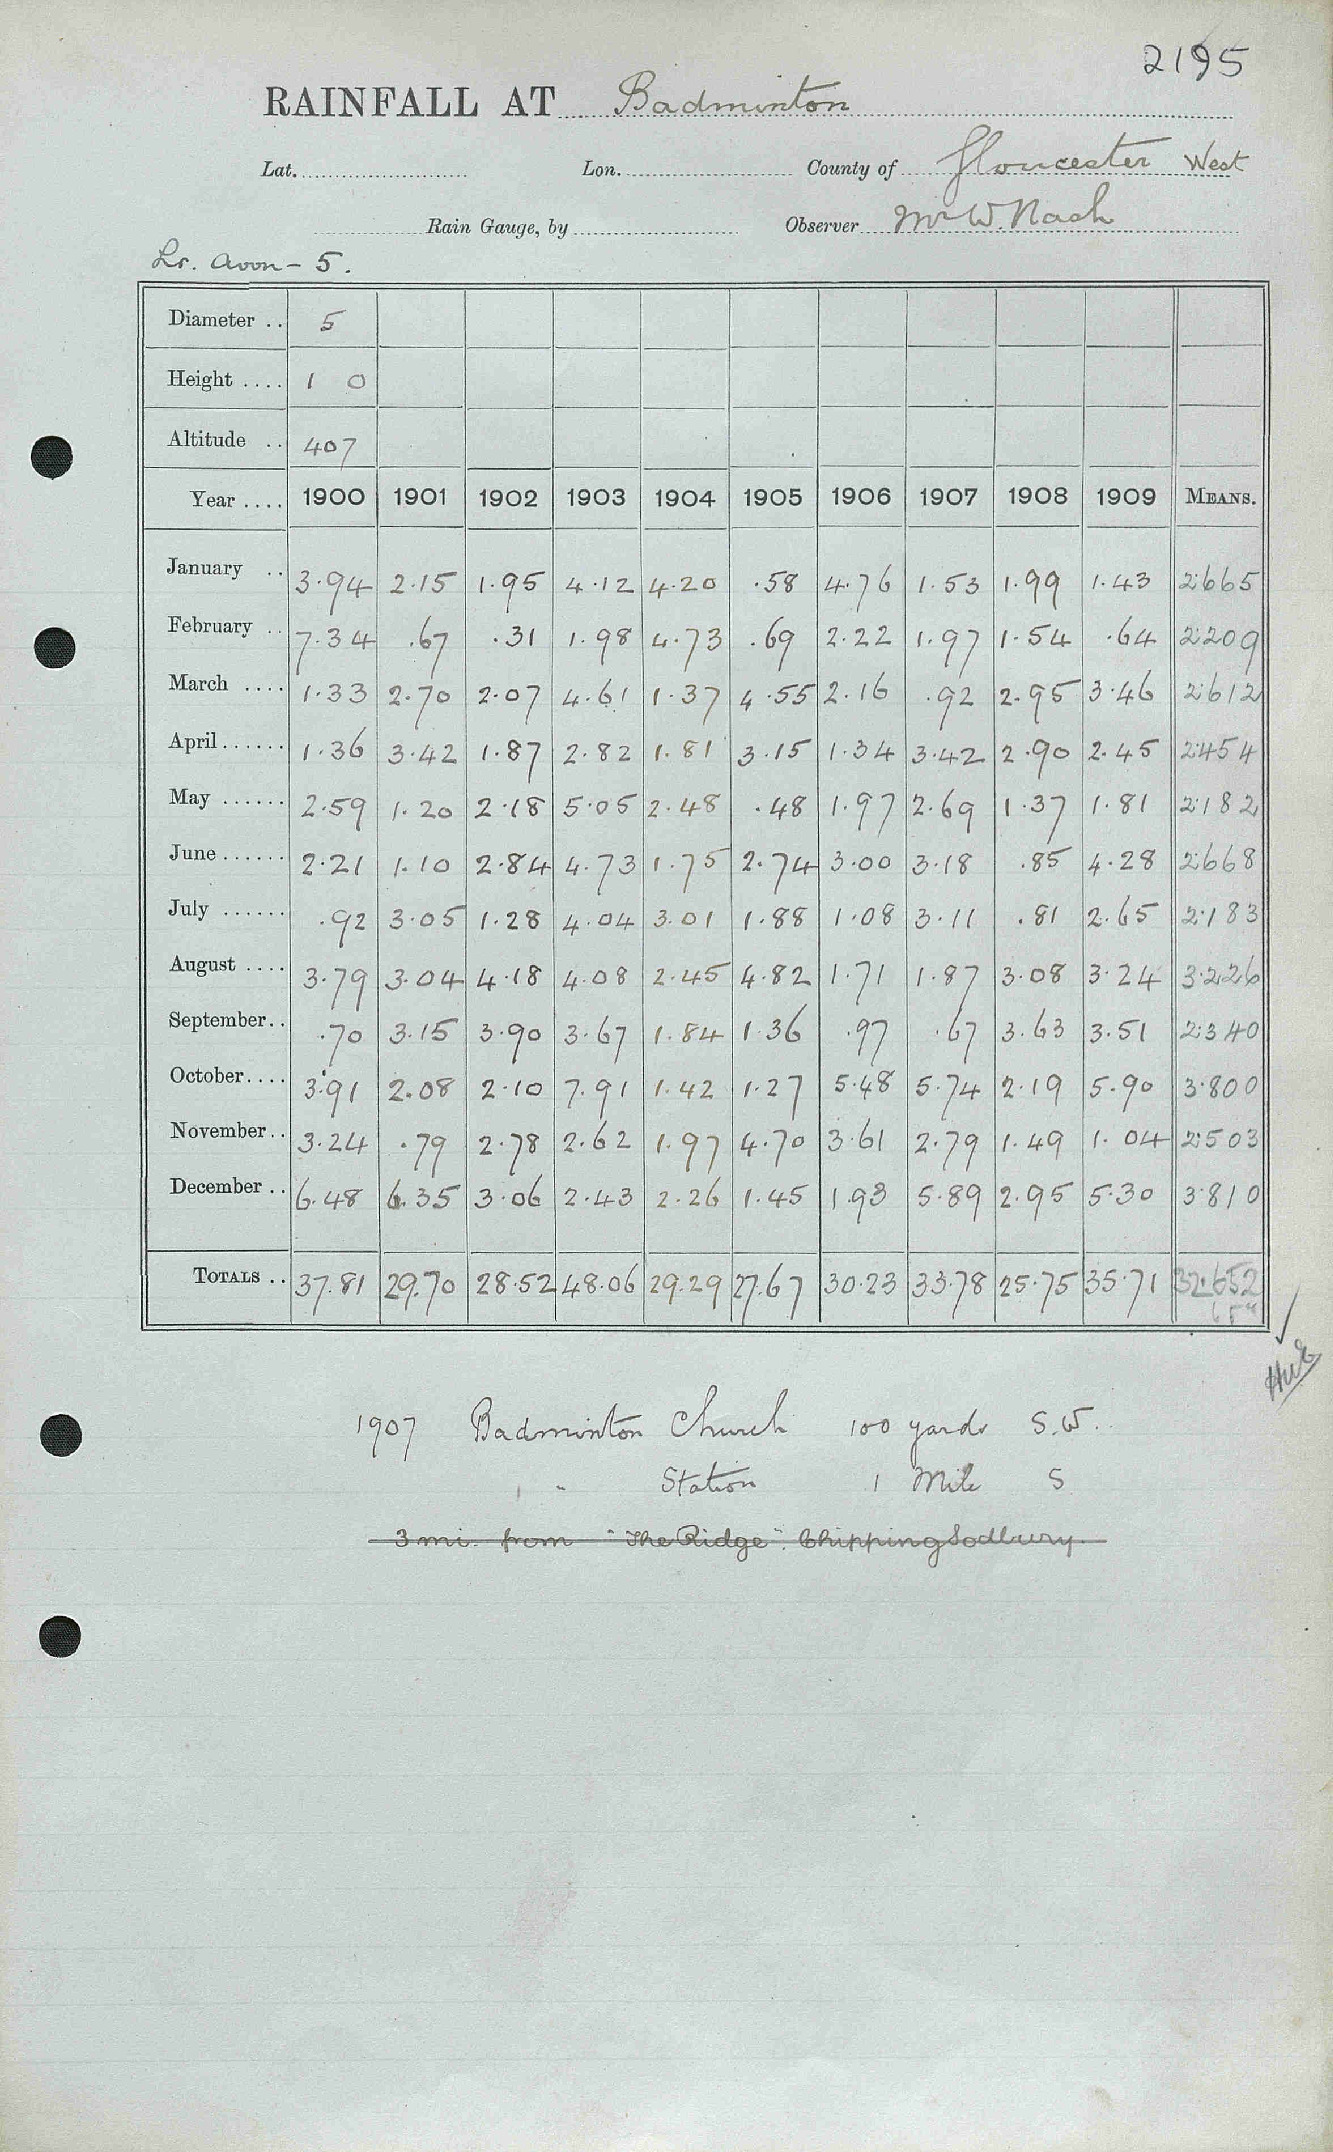 2195
RAINFALL AT Badminton
Lat. Lon. County of Gloucester West
Rain Gauge, by Observer Mr W. Nash
Lr. Avon - 5.
Diameter .. 5
Height .... 1 0
Altitude .. 407
Year .... 1900 1901 1902 1903 1904 1905 1906 1907 1908 1909 MEANS.
January .. 3.94 2.15 1.95 4.12 4.20 .58 4.76 1.53 1.99 1.43 2.665
February .. 7.34 .67 .31 1.98 4.73 .69 2.22 1.97 1.54 .64 2.209
March .... 1.33 2.70 2.07 4.61 1.37 4.55 2.16 .92 2.95 3.46 2.612
April ...... 1.36 3.42 1.87 2.82 1.81 3.15 1.34 3.42 2.90 2.45 2.454
May ...... 2.59 1.20 2.18 5.05 2.48 .48 1.97 2.69 1.37 1.81 2.182
June ...... 2.21 1.10 2.84 4.73 1.75 2.74 3.00 3.18 .85 4.28 2.668
July ...... .92 3.05 1.28 4.04 3.01 1.88 1.08 3.11 .81 2.65 2.183
August .... 3.79 3.04 4.18 4.08 2.45 4.82 1.71 1.87 3.08 3.24 3.226
September .. .70 3.15 3.90 3.67 1.84 1.36 .97 .67 3.63 3.51 2.340
October .... 3.91 2.08 2.10 7.91 1.42 1.27 5.48 5.74 2.19 5.90 3.800
November .. 3.24 .79 2.78 2.62 1.97 4.70 3.61 2.79 1.49 1.04 2.503
December .. 6.48 6.35 3.06 2.43 2.26 1.45 1.93 5.89 2.95 5.30 3.810
TOTALS .. 37.81 29.70 28.52 48.06 29.29 27.67 30.23 33.78 25.75 35.71 32.652
1907 Badminton Church 100 yards S.W.
" " Station 1 Mile S
3 mi. from "The Ridge". Chipping Sodbury.